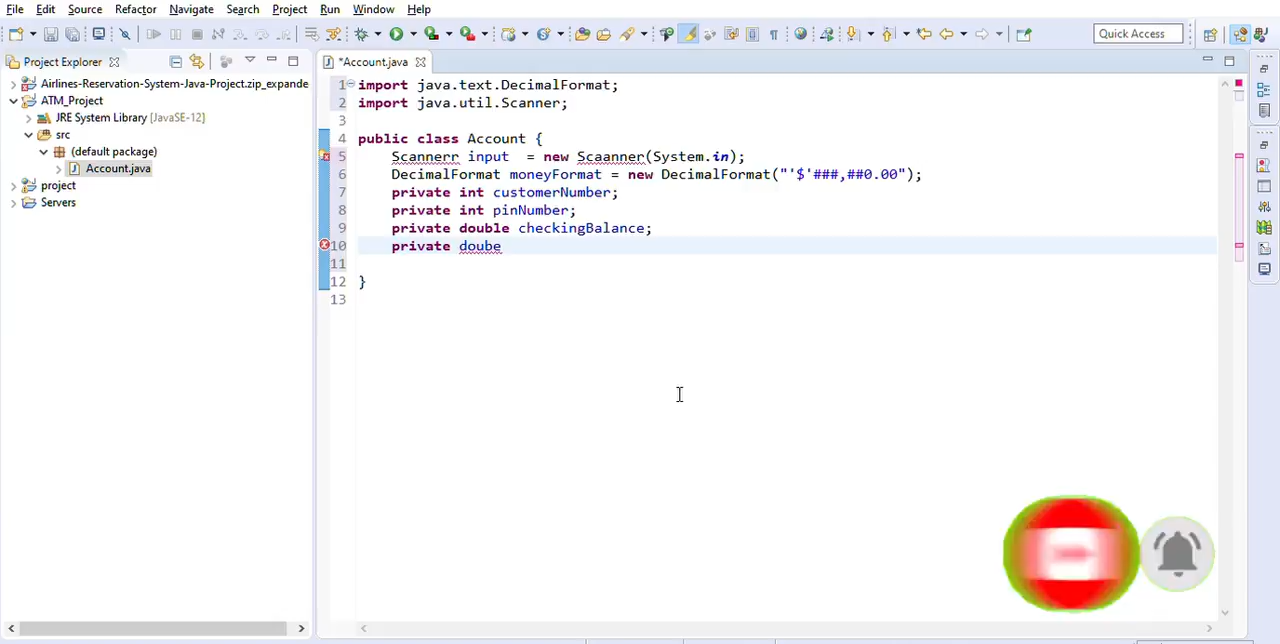 File Edit Source Refactor Navigate Search Project Run Window Help
Quick Access
Project Explorer
Airlines-Reservation-System-Java-Project.zip_expande
ATM_Project
JRE System Library [JavaSE-12]
src
(default package)
Account.java
project
Servers
*Account.java
1 import java.text.DecimalFormat;
2 import java.util.Scanner;
3
4 public class Account {
5 Scannerr input  = new Scaanner(System.in);
6 DecimalFormat moneyFormat = new DecimalFormat("'$'###,##0.00");
7 private int customerNumber;
8 private int pinNumber;
9 private double checkingBalance;
10 private doube
11
12 }
13